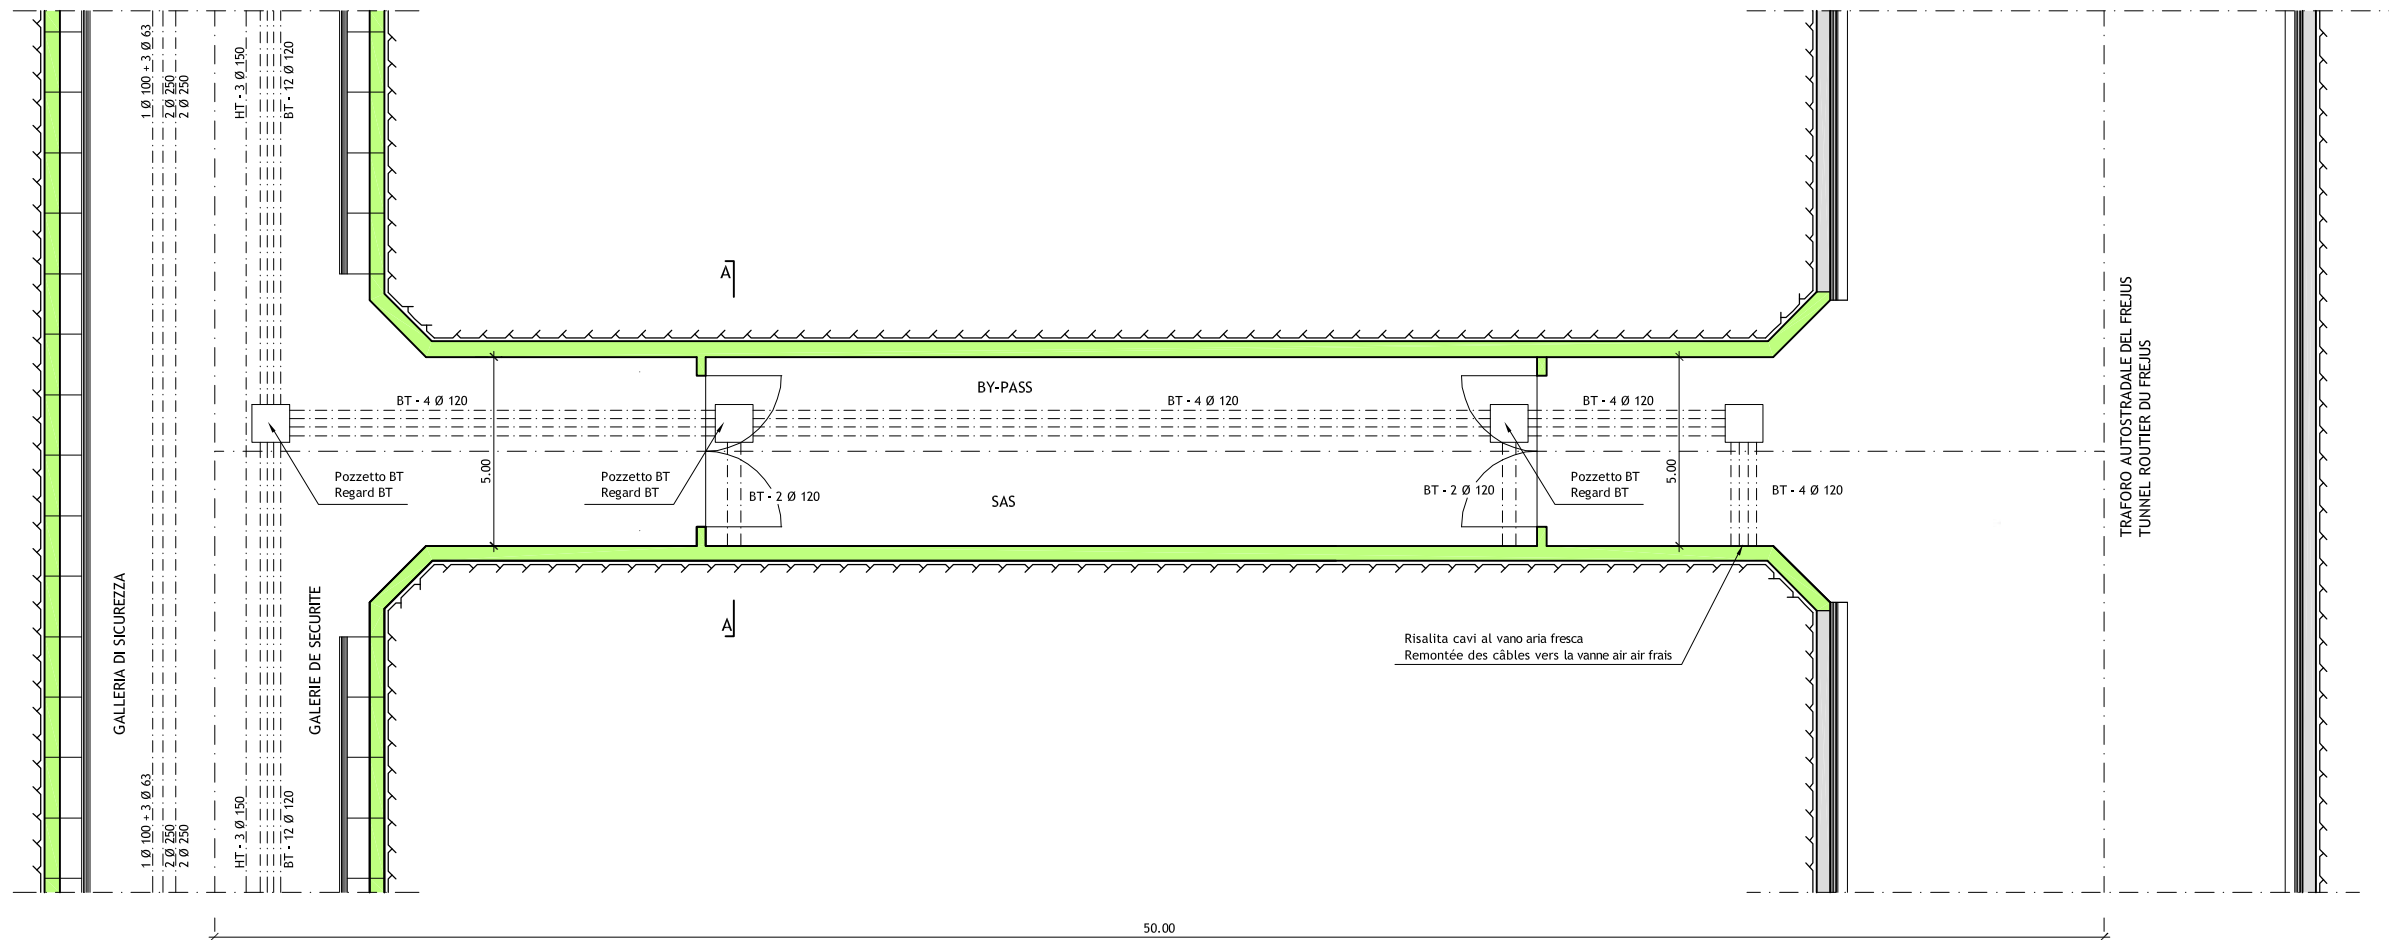 1 Ø 100 + 3 Ø 63
2 Ø 250
2 Ø 250
HT - 3 Ø 150
BT - 12 Ø 120
A
BY-PASS
BT - 4 Ø 120
BT - 4 Ø 120
BT - 4 Ø 120
5.00
Pozzetto BT
Regard BT
Pozzetto BT
Regard BT
BT - 2 Ø 120
SAS
BT - 2 Ø 120
Pozzetto BT
Regard BT
5.00
BT - 4 Ø 120
TRAFORO AUTOSTRADALE DEL FREJUS
TUNNEL ROUTIER DU FREJUS
GALLERIA DI SICUREZZA
GALERIE DE SECURITE
A
Risalita cavi al vano aria fresca
Remontée des câbles vers la vanne air air frais
1 Ø 100 + 3 Ø 63
2 Ø 250
2 Ø 250
HT - 3 Ø 150
BT - 12 Ø 120
50.00